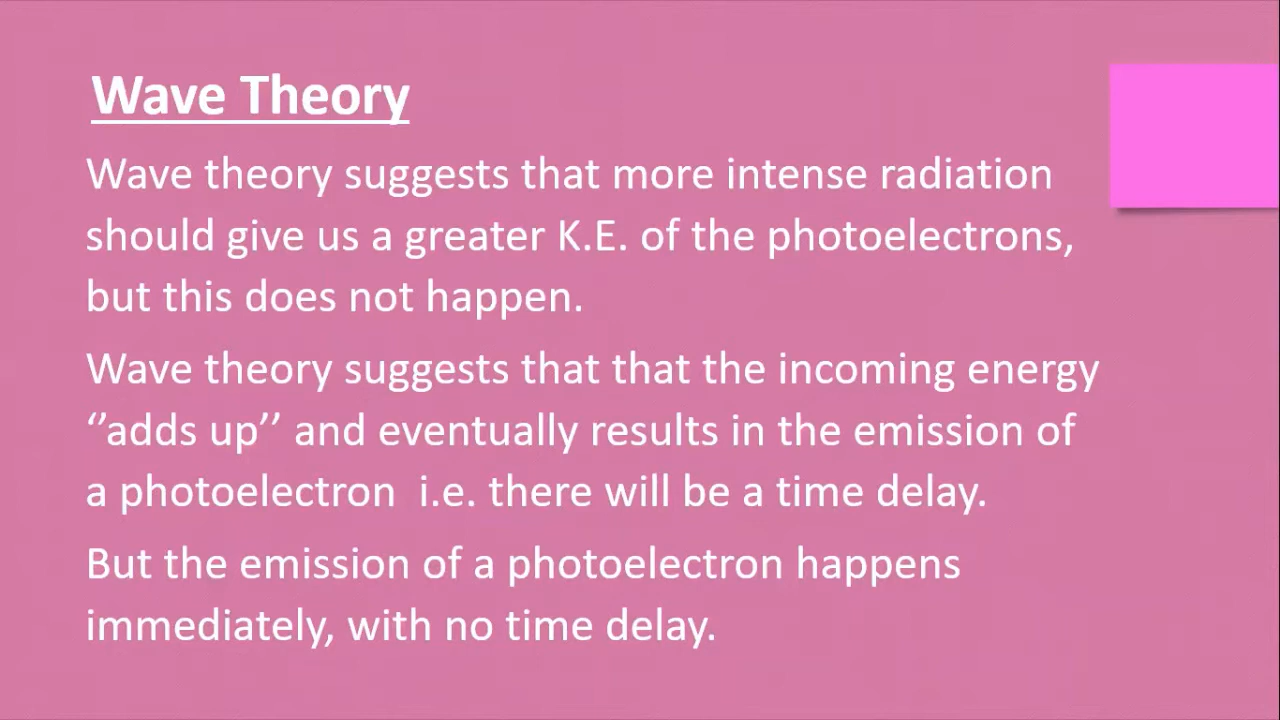 Wave Theory
Wave theory suggests that more intense radiation
should give us a greater K.E. of the photoelectrons,
but this does not happen.
Wave theory suggests that that the incoming energy
‘’adds up’’ and eventually results in the emission of
a photoelectron  i.e. there will be a time delay.
But the emission of a photoelectron happens
immediately, with no time delay.